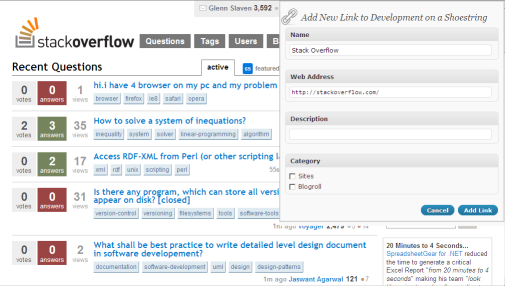 Glenn Slaven 3,592
stackoverflow
Questions Tags Users
Recent Questions
active
featured
0 votes 0 answers 1 views
hi.i have 4 browser on my pc and my problem
browser firefox ie8 safari opera
2 votes 3 answers 35 views
How to solve a system of inequations?
inequality system solver linear-programming algorithm
0 votes 2 answers 17 views
Access RDF-XML from Perl (or other scripting la
xml rdf unix scripting perl
0 votes 0 answers 31 views
Is there any program, which can store all versi
appear on disk? [closed]
version-control versioning filesystems tools software-tools
1m ago voyager
0 votes 0 answers 2 views
What shall be best practice to write detailed level design document
in software developement?
documentation software-development uml design design-patterns
1m ago Jaswant Agarwal 121 7
Add New Link to Development on a Shoestring
Name
Stack Overflow
Web Address
http://stackoverflow.com/
Description
Category
Sites
Blogroll
Cancel Add Link
20 Minutes to 4 Seconds...
SpreadsheetGear for .NET reduced
the time to generate a critical
Excel Report "from 20 minutes to 4
seconds" making his team "look